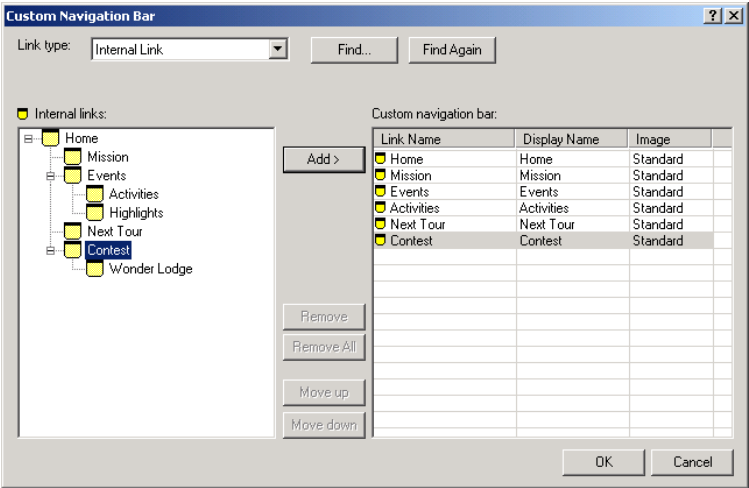 Custom Navigation Bar
Link type: Internal Link Find... Find Again
Internal links:
Home
Mission
Events
Activities
Highlights
Next Tour
Contest
Wonder Lodge
Add >
Remove
Remove All
Move up
Move down
Custom navigation bar:
Link Name Display Name Image
Home Home Standard
Mission Mission Standard
Events Events Standard
Activities Activities Standard
Next Tour Next Tour Standard
Contest Contest Standard
OK Cancel